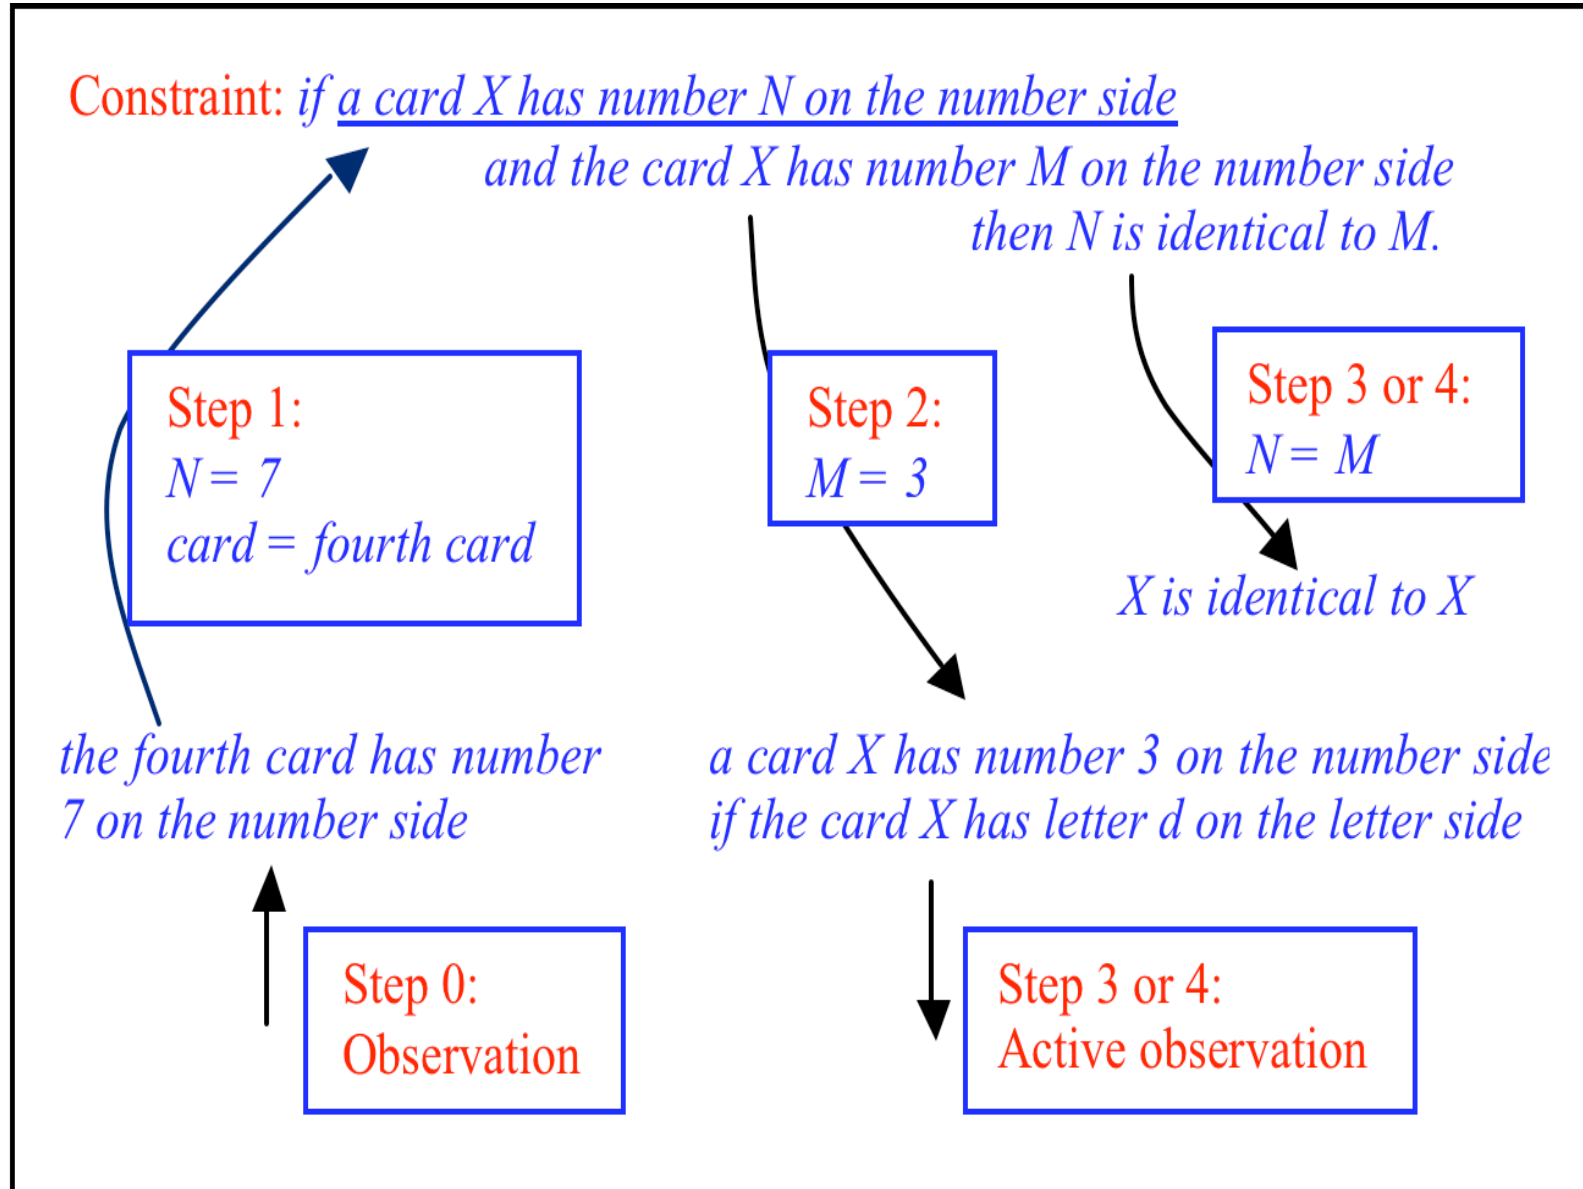 Constraint: if a card X has number N on the number side
and the card X has number M on the number side
then N is identical to M.
Step 1:
N = 7
card = fourth card
Step 2:
M = 3
Step 3 or 4:
N = M
X is identical to X
the fourth card has number
7 on the number side
a card X has number 3 on the number side
if the card X has letter d on the letter side
Step 0:
Observation
Step 3 or 4:
Active observation